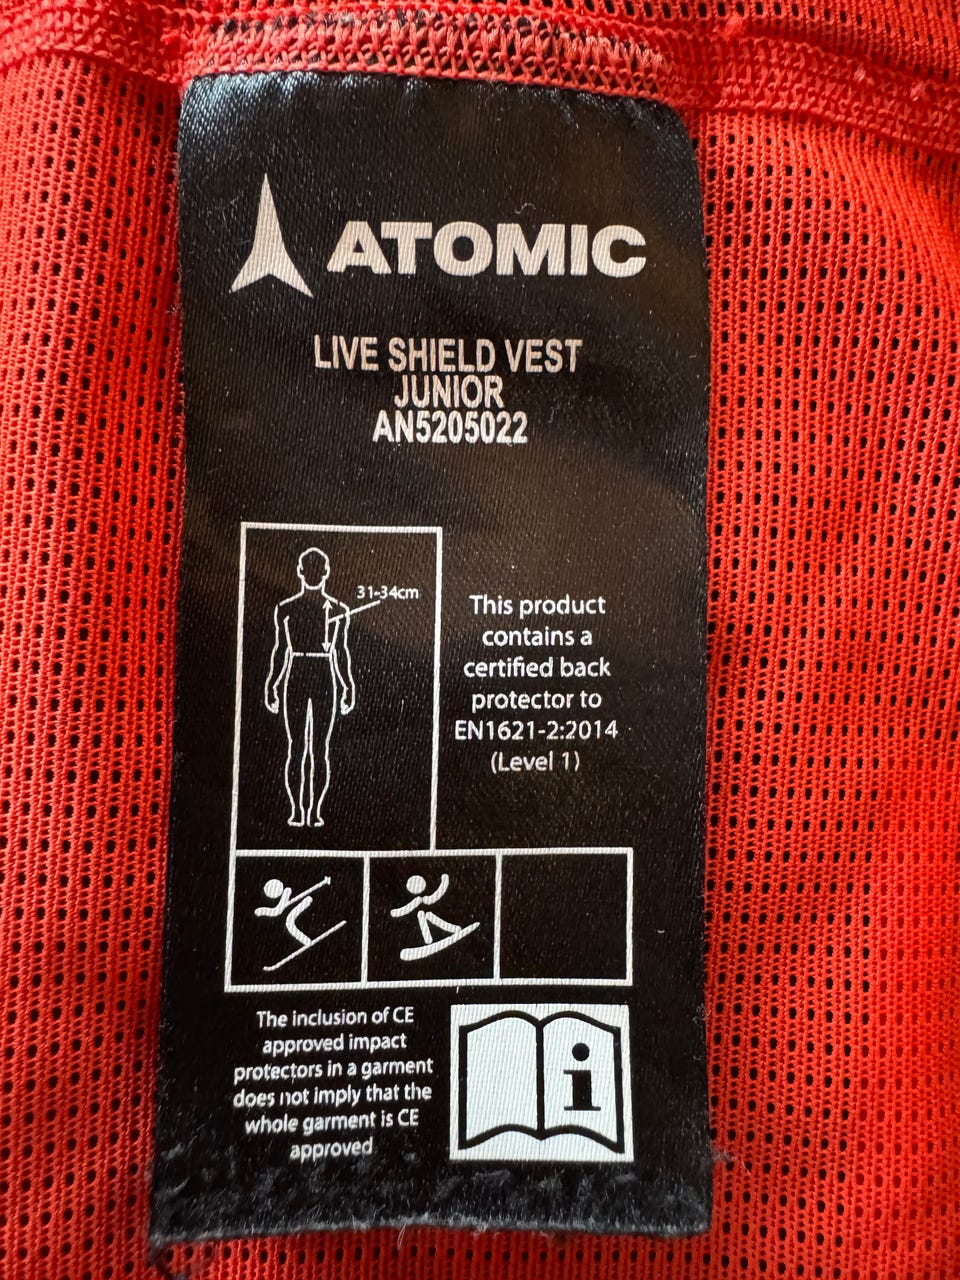 ATOMIC
LIVE SHIELD VEST
JUNIOR
AN5205022
31-34cm
This product
contains a
certified back
protector to
EN1621-2:2014
(Level 1)
The inclusion of CE
approved impact
protectors in a garment
does not imply that the
whole garment is CE
approved
i